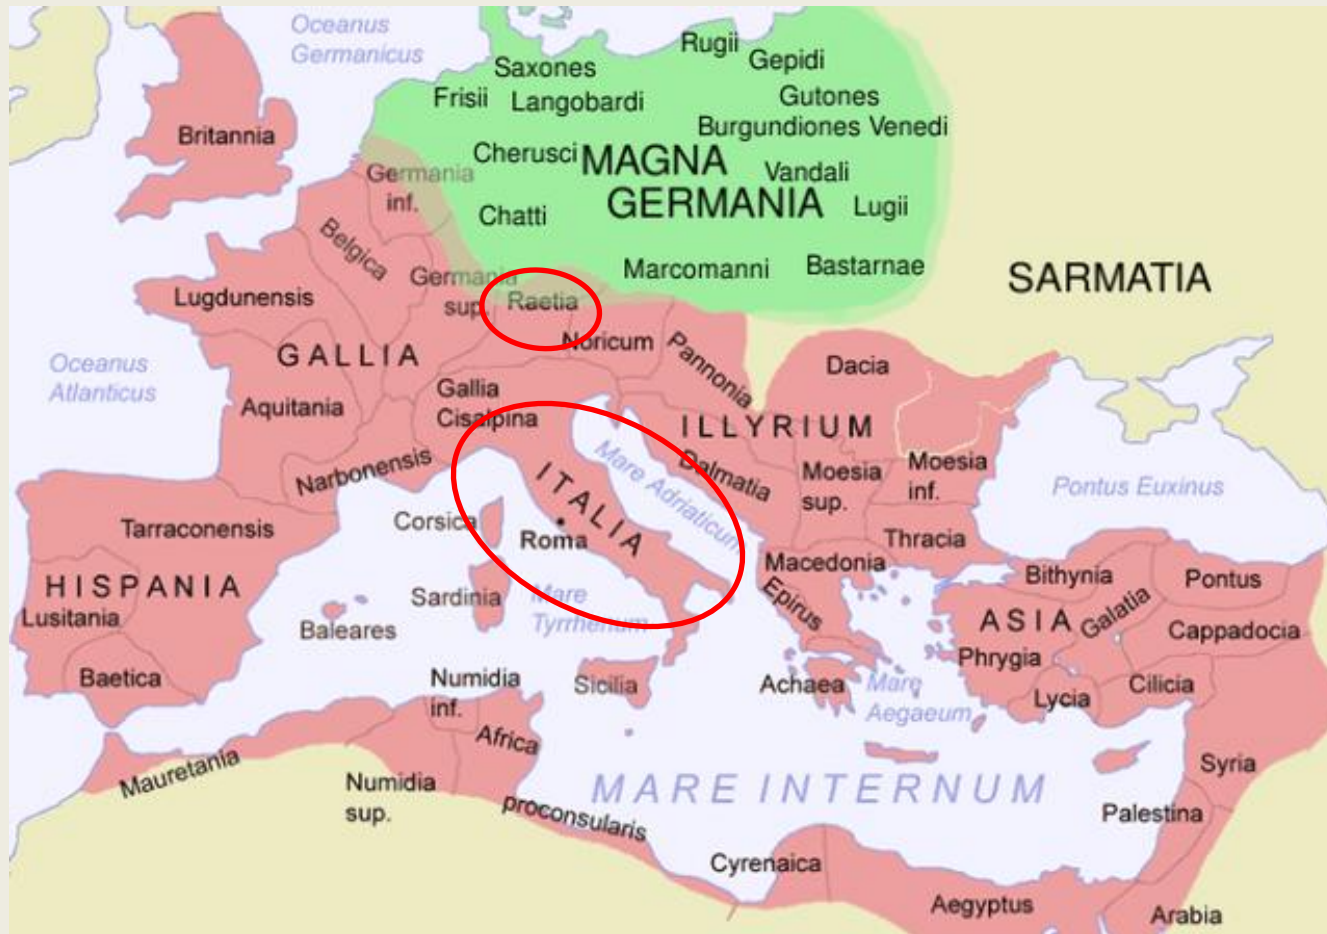 Oceanus
Germanicus
Britannia
Saxones
Frisii
Langobardi
Rugii
Gepidi
Gutones
Burgundiones
Venedi
Cherusci
MAGNA
GERMANIA
Vandali
Lugii
Germania
inf.
Chatti
Belgica
Marcomanni
Bastarnae
SARMATIA
Germania
sup.
Raetia
Lugdunensis
GALLIA
Noricum
Pannonia
Dacia
Oceanus
Atlanticus
Aquitania
Gallia
Cisalpina
ILLYRIUM
Narbonensis
Dalmatia
Moesia
sup.
Moesia
inf.
Pontus Euxinus
Mare Adriaticum
ITALIA
Roma
Corsica
Tarraconensis
HISPANIA
Lusitania
Baetica
Sardinia
Mare
Tyrrhenum
Baleares
Thracia
Macedonia
Epirus
Bithynia
Pontus
ASIA
Galatia
Cappadocia
Phrygia
Lycia
Cilicia
Achaea
Mare
Aegaeum
Numidia
inf.
Sicilia
Africa
proconsularis
Mauretania
Numidia
sup.
MARE INTERNUM
Syria
Palestina
Cyrenaica
Aegyptus
Arabia